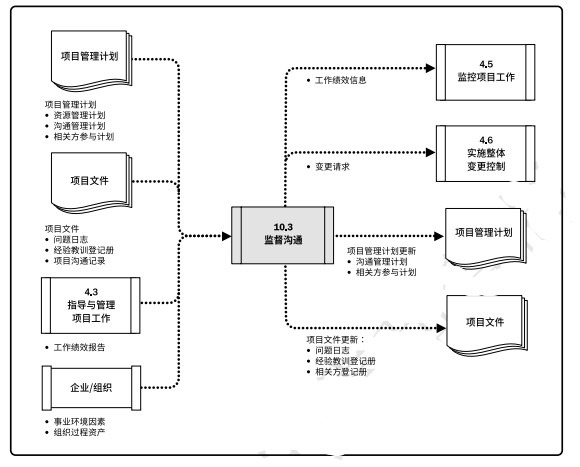 项目管理计划
项目管理计划
• 资源管理计划
• 沟通管理计划
• 相关方参与计划
项目文件
项目文件
• 问题日志
• 经验教训登记册
• 项目沟通记录
4.3
指导与管理
项目工作
• 工作绩效报告
企业/组织
• 事业环境因素
• 组织过程资产
10.3
监督沟通
• 工作绩效信息
4.5
监控项目工作
• 变更请求
4.6
实施整体
变更控制
项目管理计划
项目管理计划更新
• 沟通管理计划
• 相关方参与计划
项目文件
项目文件更新：
• 问题日志
• 经验教训登记册
• 相关方登记册